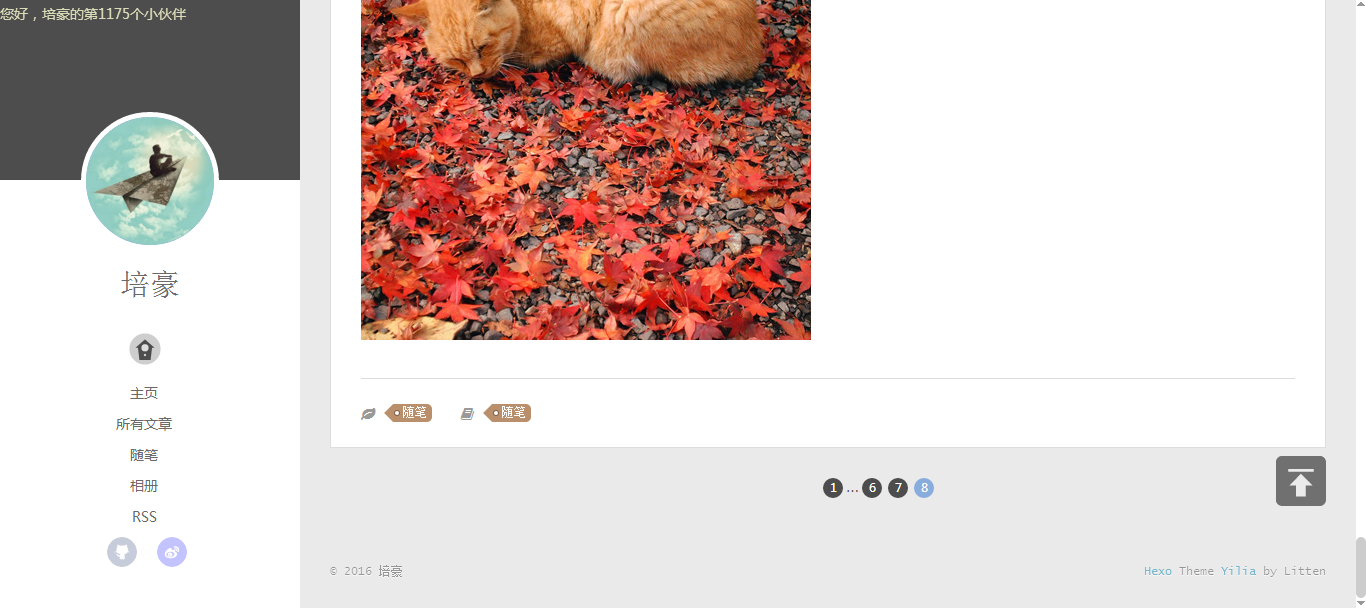 您好，培豪的第1175个小伙伴
培豪
主页
所有文章
随笔
相册
RSS
随笔 随笔
1 … 6 7 8
© 2016 培豪
Hexo Theme Yilia by Litten